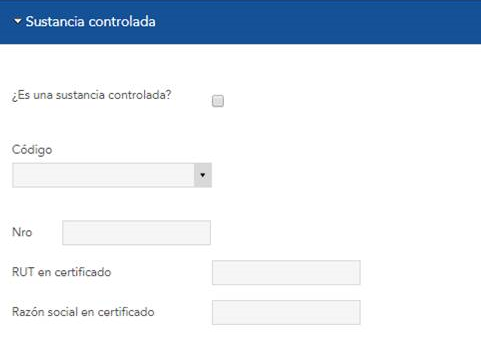 Sustancia controlada
¿Es una sustancia controlada?
Código
Nro
RUT en certificado
Razón social en certificado